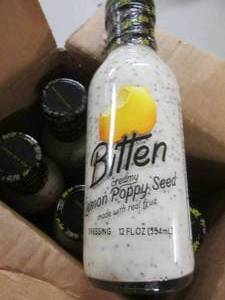 Bitten
creamy
Lemon Poppy Seed
made with real fruit
DRESSING 12 FL OZ (354mL)